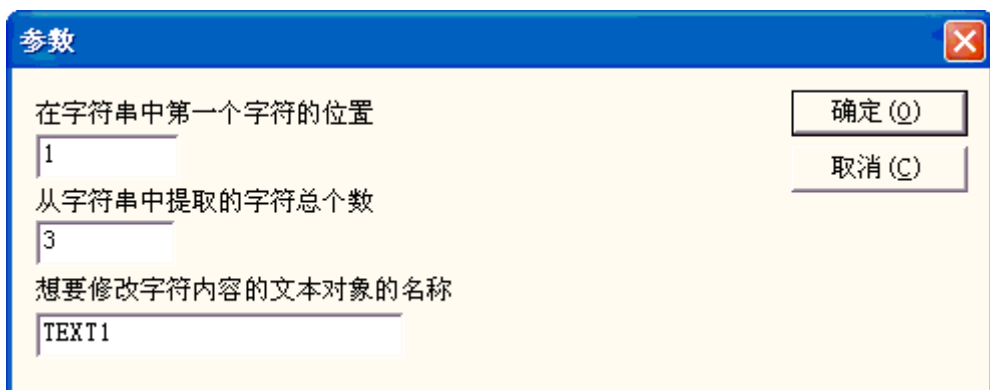 参数
在字符串中第一个字符的位置
确定(O)
1
取消(C)
从字符串中提取的字符总个数
3
想要修改字符内容的文本对象的名称
TEXT1